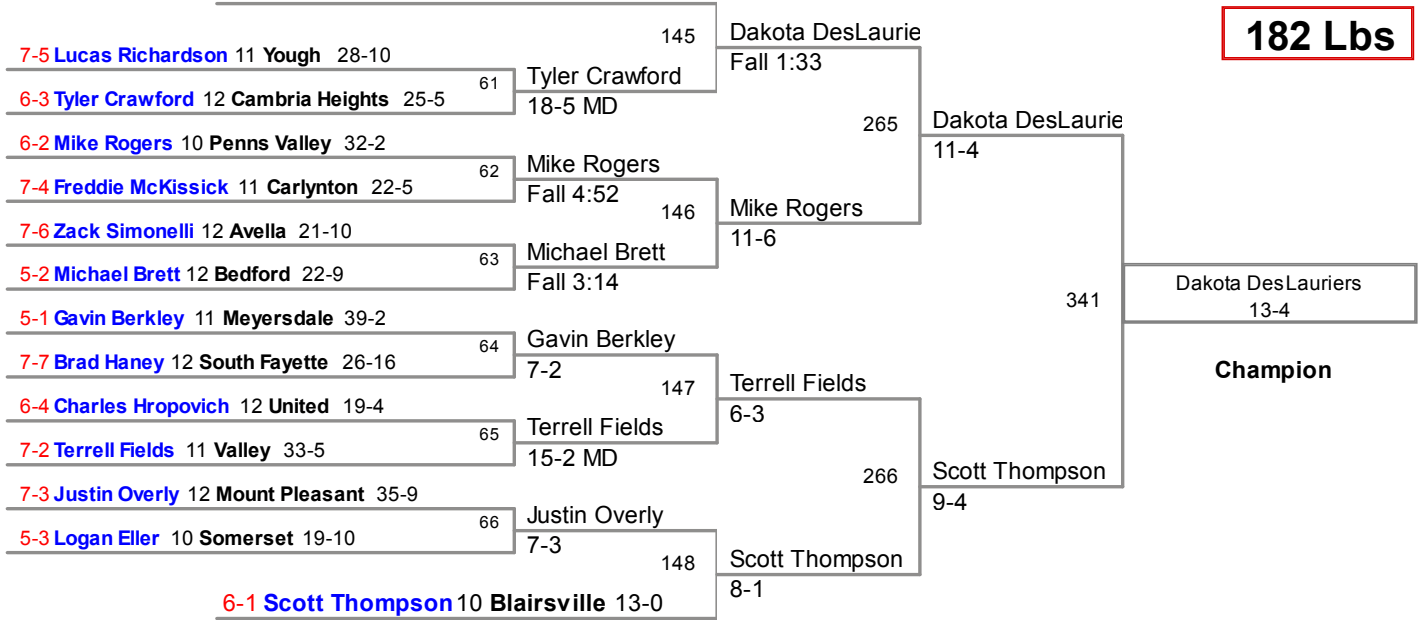 182 Lbs
145
Dakota DesLaurie
Fall 1:33
7-5 Lucas Richardson 11 Yough 28-10
61
Tyler Crawford
18-5 MD
6-3 Tyler Crawford 12 Cambria Heights 25-5
265
Dakota DesLaurie
11-4
6-2 Mike Rogers 10 Penns Valley 32-2
62
Mike Rogers
Fall 4:52
7-4 Freddie McKissick 11 Carlynton 22-5
146
Mike Rogers
11-6
7-6 Zack Simonelli 12 Avella 21-10
63
Michael Brett
Fall 3:14
5-2 Michael Brett 12 Bedford 22-9
341
Dakota DesLauriers
13-4
Champion
5-1 Gavin Berkley 11 Meyersdale 39-2
64
Gavin Berkley
7-2
7-7 Brad Haney 12 South Fayette 26-16
147
Terrell Fields
6-3
6-4 Charles Hropovich 12 United 19-4
65
Terrell Fields
15-2 MD
7-2 Terrell Fields 11 Valley 33-5
266
Scott Thompson
9-4
7-3 Justin Overly 12 Mount Pleasant 35-9
66
Justin Overly
7-3
5-3 Logan Eller 10 Somerset 19-10
148
Scott Thompson
8-1
6-1 Scott Thompson 10 Blairsville 13-0